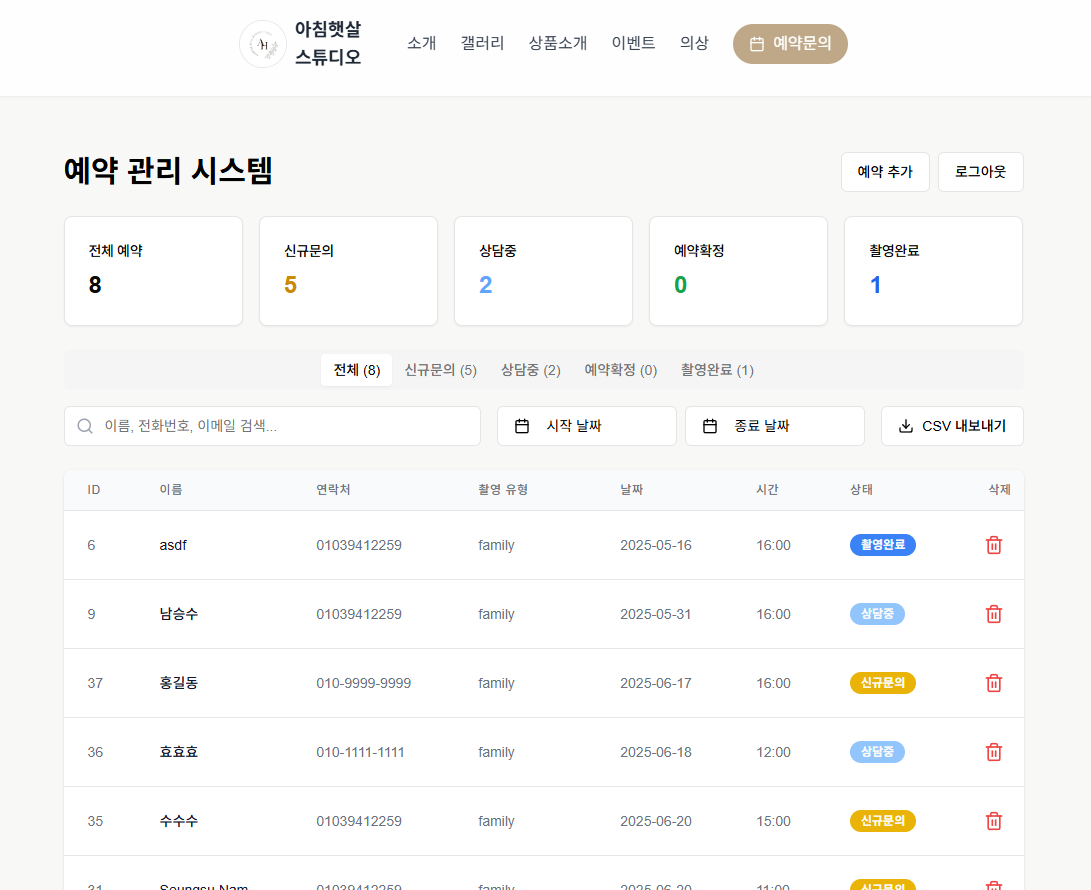 AH
아침햇살
스튜디오
소개 갤러리 상품소개 이벤트 의상 예약문의
예약 관리 시스템
예약 추가 로그아웃
전체 예약 신규문의 상담중 예약확정 촬영완료
8 5 2 0 1
전체 (8) 신규문의 (5) 상담중 (2) 예약확정 (0) 촬영완료 (1)
이름, 전화번호, 이메일 검색... 시작 날짜 종료 날짜 CSV 내보내기
ID 이름 연락처 촬영 유형 날짜 시간 상태 삭제
6 asdf 01039412259 family 2025-05-16 16:00 촬영완료
9 남승수 01039412259 family 2025-05-31 16:00 상담중
37 홍길동 010-9999-9999 family 2025-06-17 16:00 신규문의
36 효효효 010-1111-1111 family 2025-06-18 12:00 상담중
35 수수수 01039412259 family 2025-06-20 15:00 신규문의
31 Seungsu Nam 01039412259 family 2025-06-20 11:00 신규문의